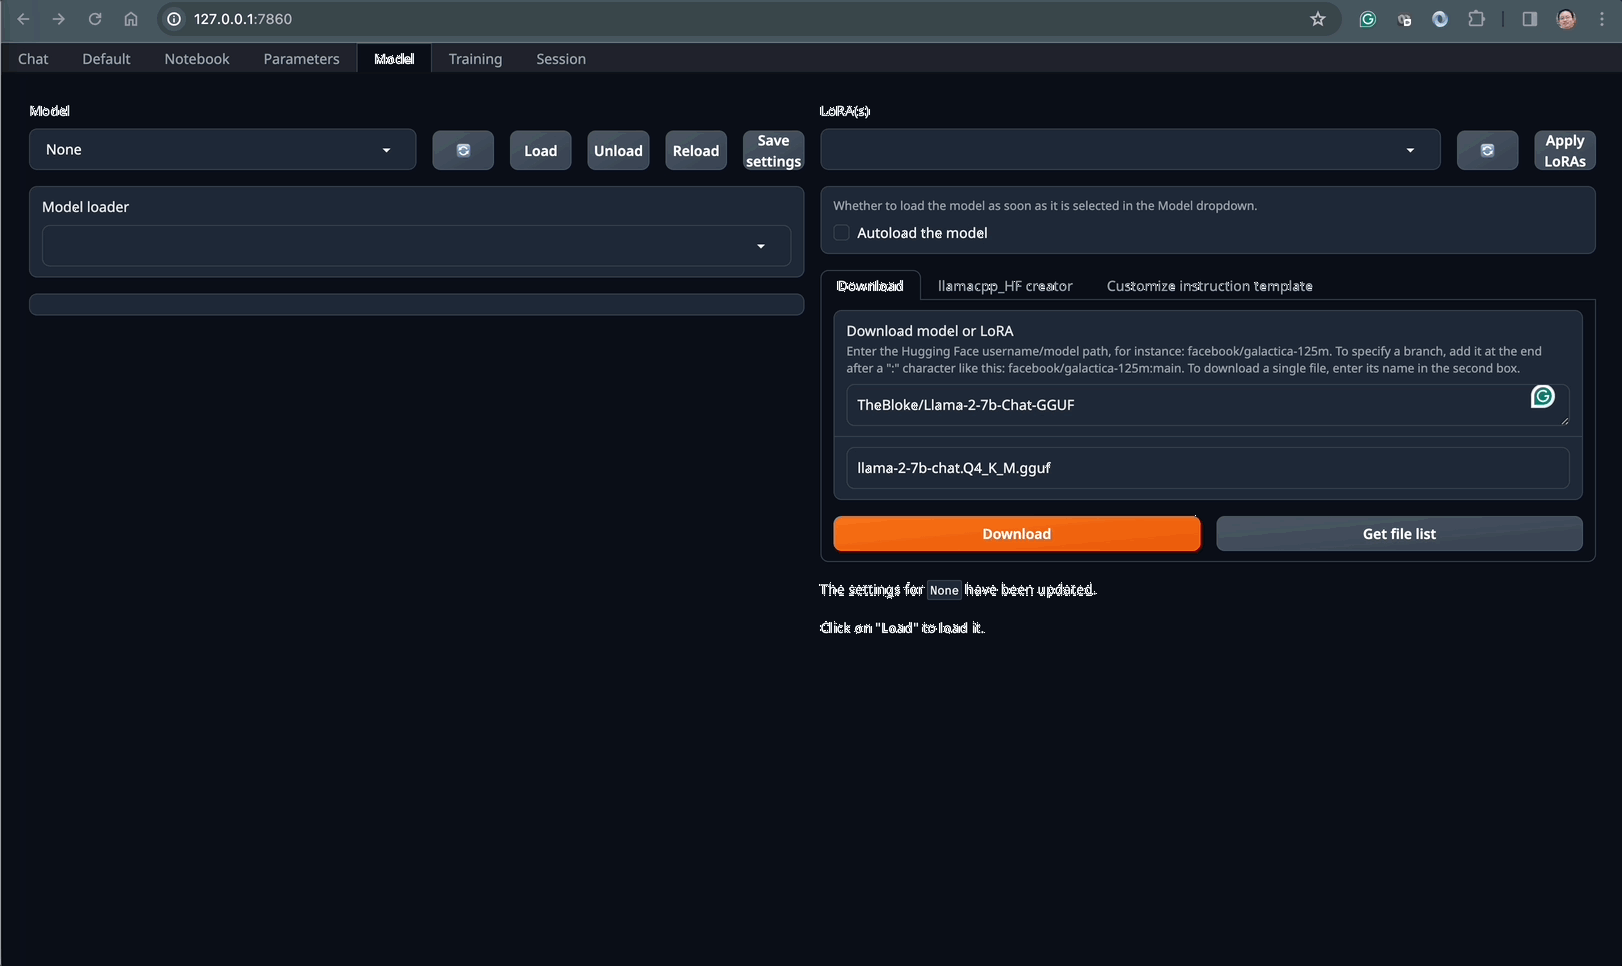 127.0.0.1:7860
Chat Default Notebook Parameters Model Training Session
Model
None
Load
Unload
Reload
Save
settings
Model loader
LoRA(s)
Apply
LoRAs
Whether to load the model as soon as it is selected in the Model dropdown.
Autoload the model
Download llamacpp_HF creator Customize instruction template
Download model or LoRA
Enter the Hugging Face username/model path, for instance: facebook/galactica-125m. To specify a branch, add it at the end
after a ":" character like this: facebook/galactica-125m:main. To download a single file, enter its name in the second box.
TheBloke/Llama-2-7b-Chat-GGUF
llama-2-7b-chat.Q4_K_M.gguf
Download
Get file list
The settings for None have been updated.
Click on "Load" to load it.